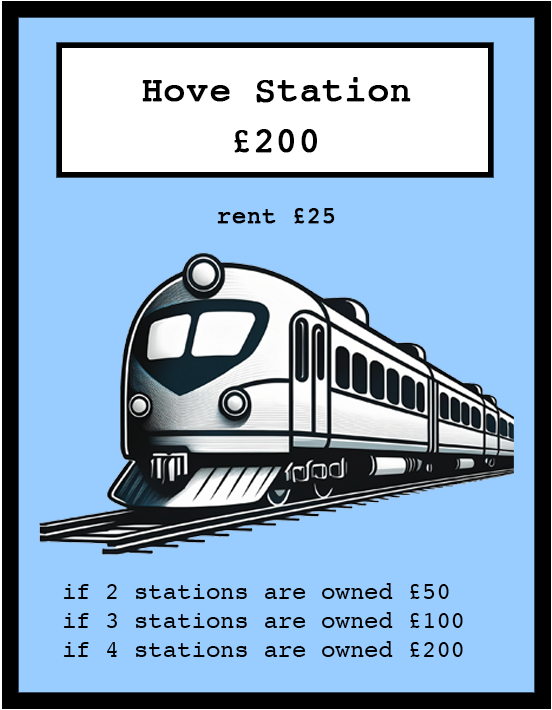 Hove Station
£200
rent £25
if 2 stations are owned £50
if 3 stations are owned £100
if 4 stations are owned £200